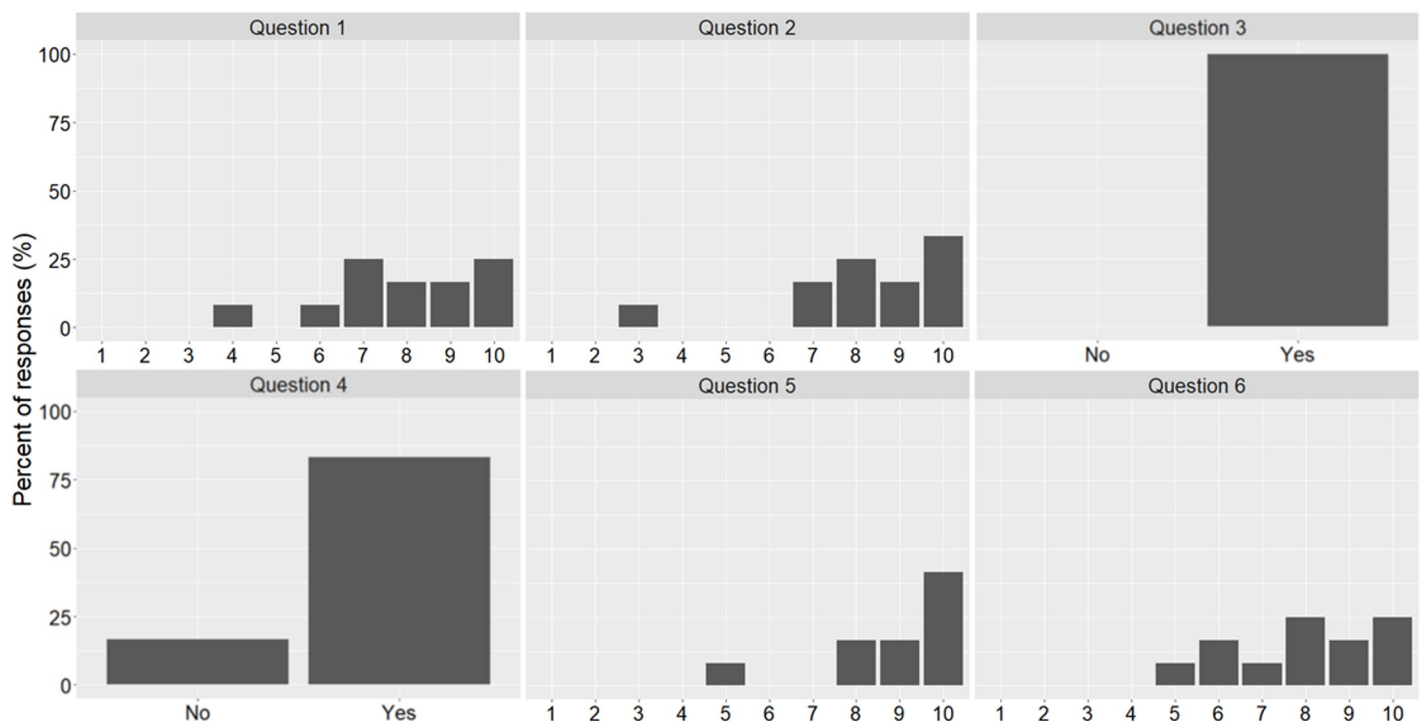 Question 1 Question 2 Question 3
100
75
50
25
0
1 2 3 4 5 6 7 8 9 10 1 2 3 4 5 6 7 8 9 10 No Yes
Percent of responses (%)
Question 4 Question 5 Question 6
100
75
50
25
0
No Yes 1 2 3 4 5 6 7 8 9 10 1 2 3 4 5 6 7 8 9 10